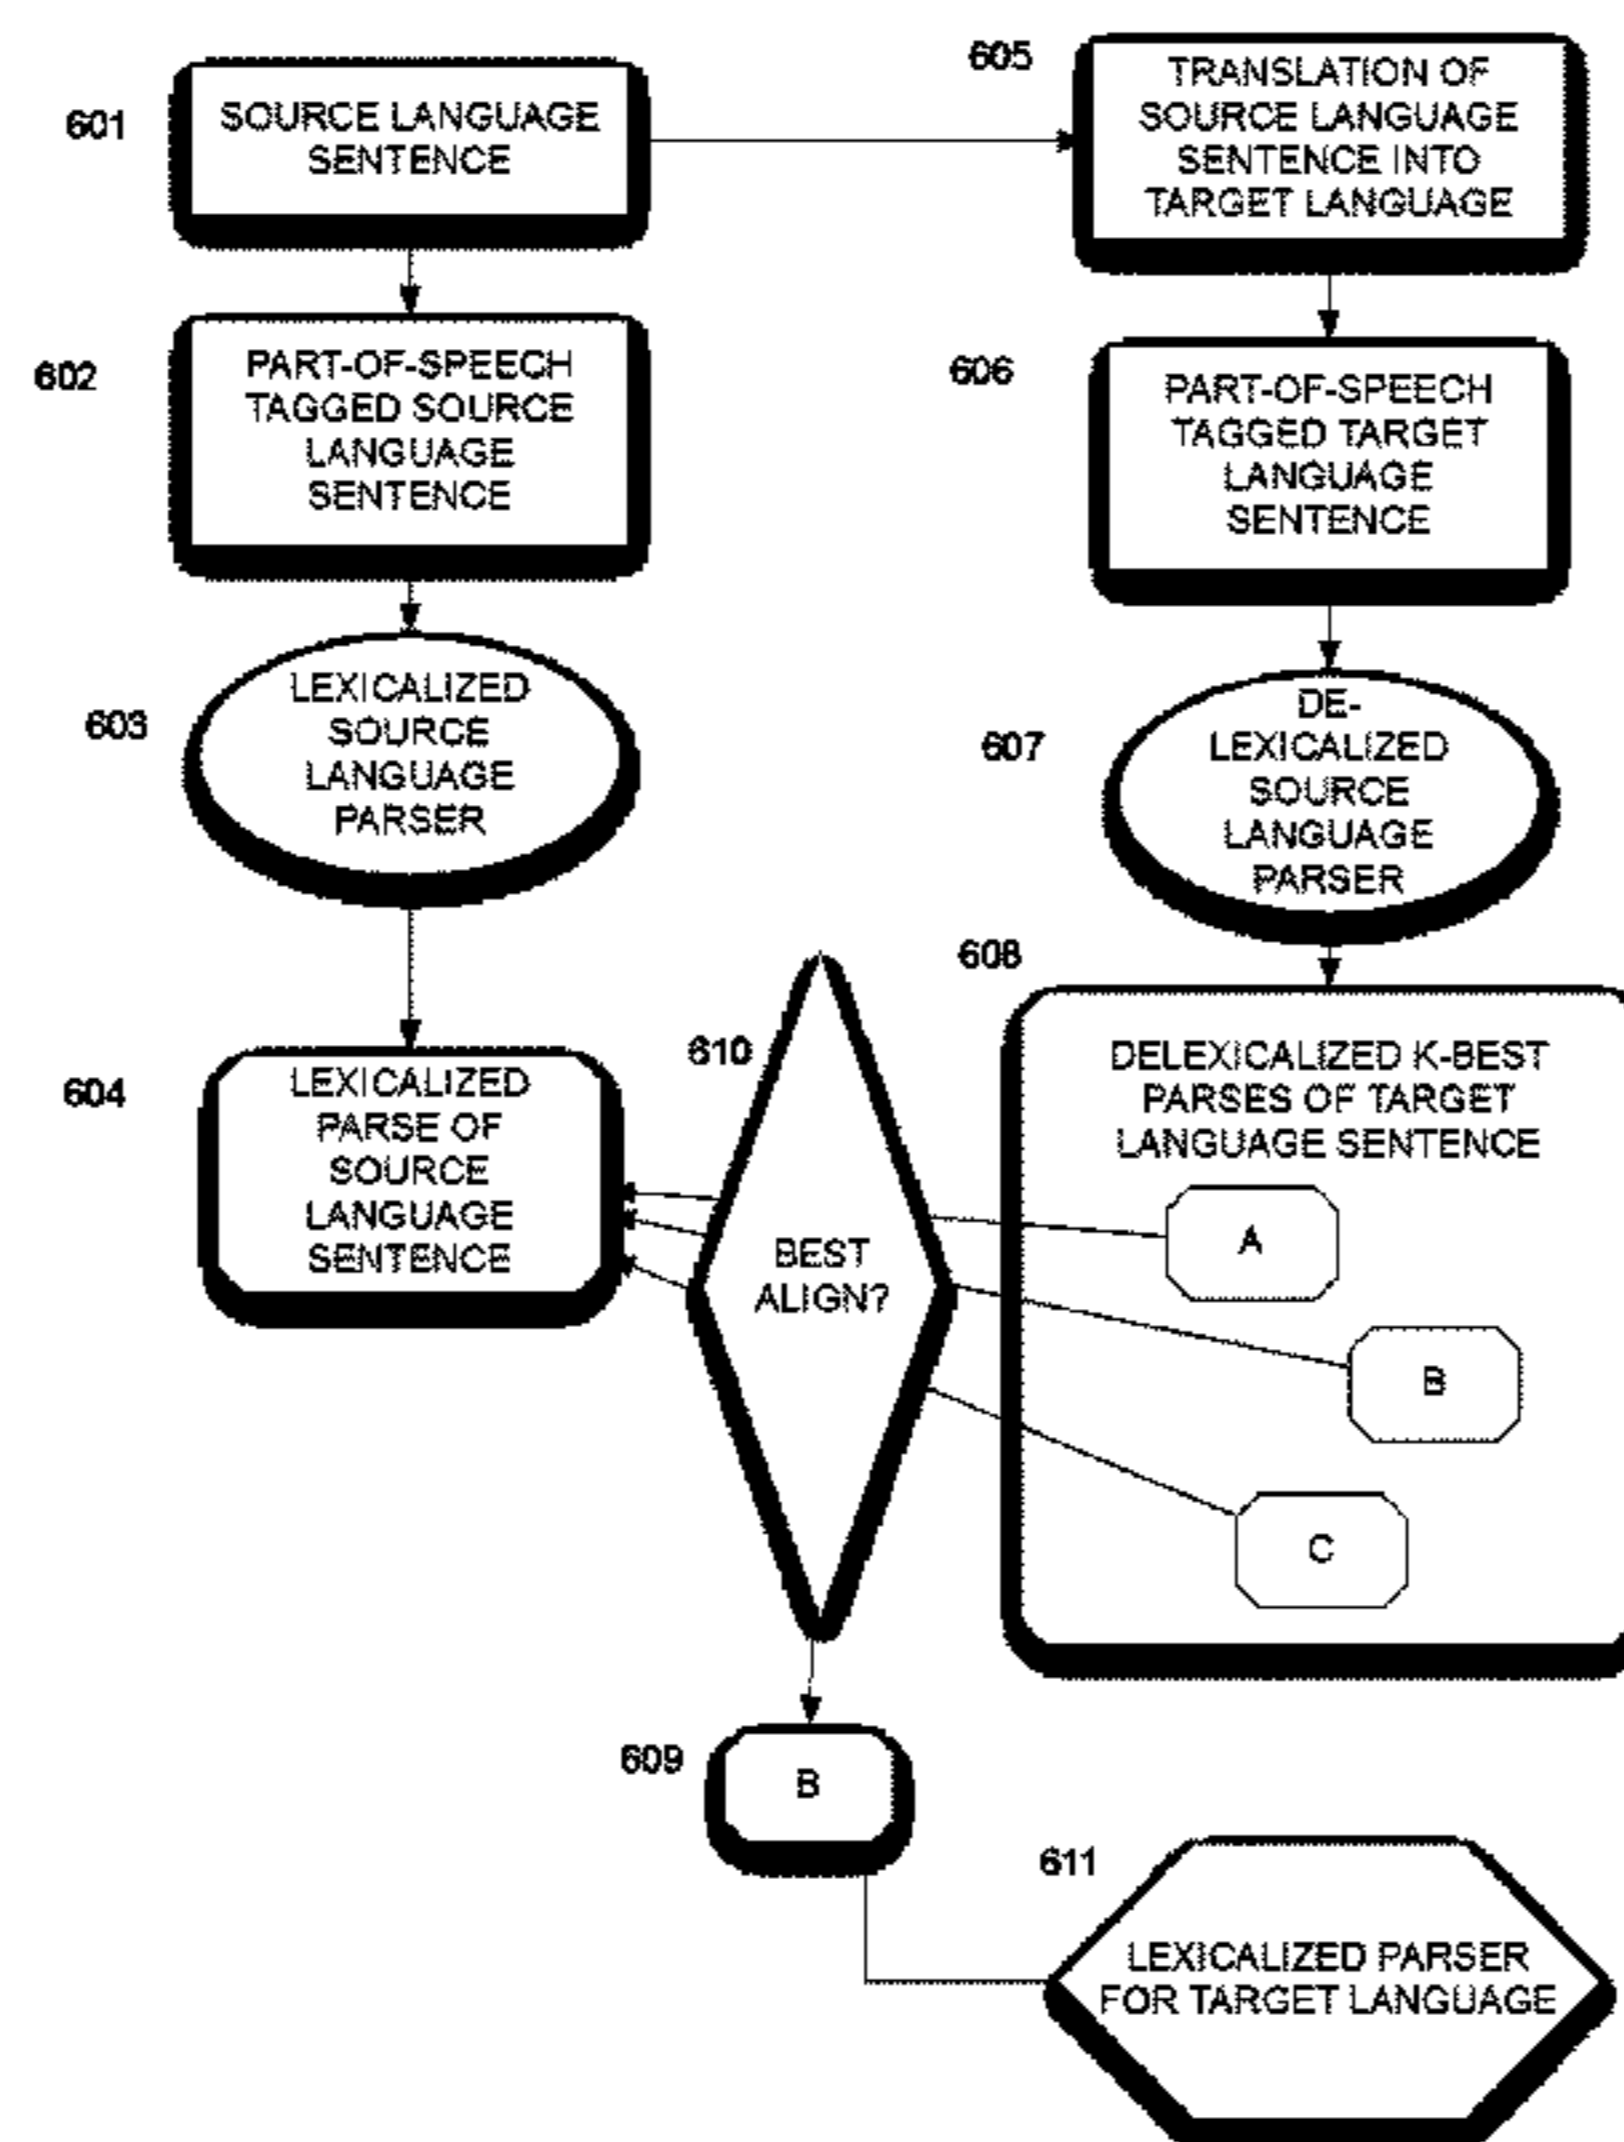 601
SOURCE LANGUAGE
SENTENCE
605
TRANSLATION OF
SOURCE LANGUAGE
SENTENCE INTO
TARGET LANGUAGE
602
PART-OF-SPEECH
TAGGED SOURCE
LANGUAGE
SENTENCE
606
PART-OF-SPEECH
TAGGED TARGET
LANGUAGE
SENTENCE
603
LEXICALIZED
SOURCE
LANGUAGE
PARSER
607
DE-
LEXICALIZED
SOURCE
LANGUAGE
PARSER
604
LEXICALIZED
PARSE OF
SOURCE
LANGUAGE
SENTENCE
610
BEST
ALIGN?
608
DELEXICALIZED K-BEST
PARSES OF TARGET
LANGUAGE SENTENCE
A
B
C
609
B
611
LEXICALIZED PARSER
FOR TARGET LANGUAGE